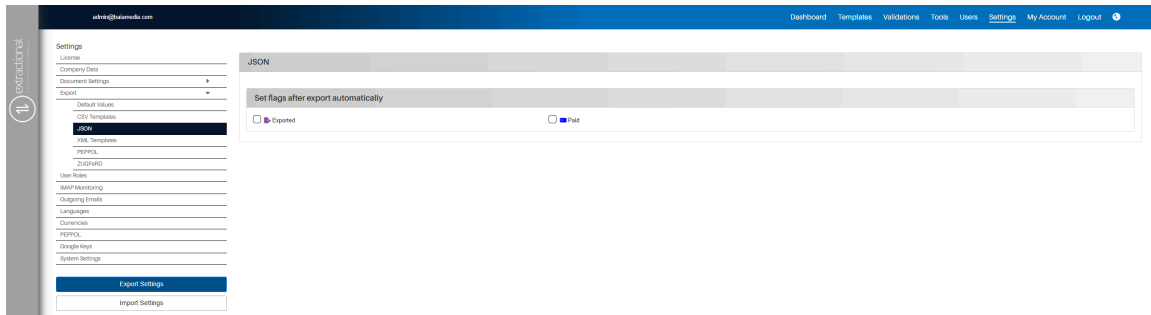 admin@baiamedia.com
Dashboard Templates Validations Tools Users Settings My Account Logout
extractional
Settings
License
Company Data
Document Settings
Export
Default Values
CSV Templates
JSON
XML Templates
PEPPOL
ZUGFeRD
User Roles
IMAP Monitoring
Outgoing Emails
Languages
Currencies
PEPPOL
Google Keys
System Settings
Export Settings
Import Settings
JSON
Set flags after export automatically
Exported
Paid